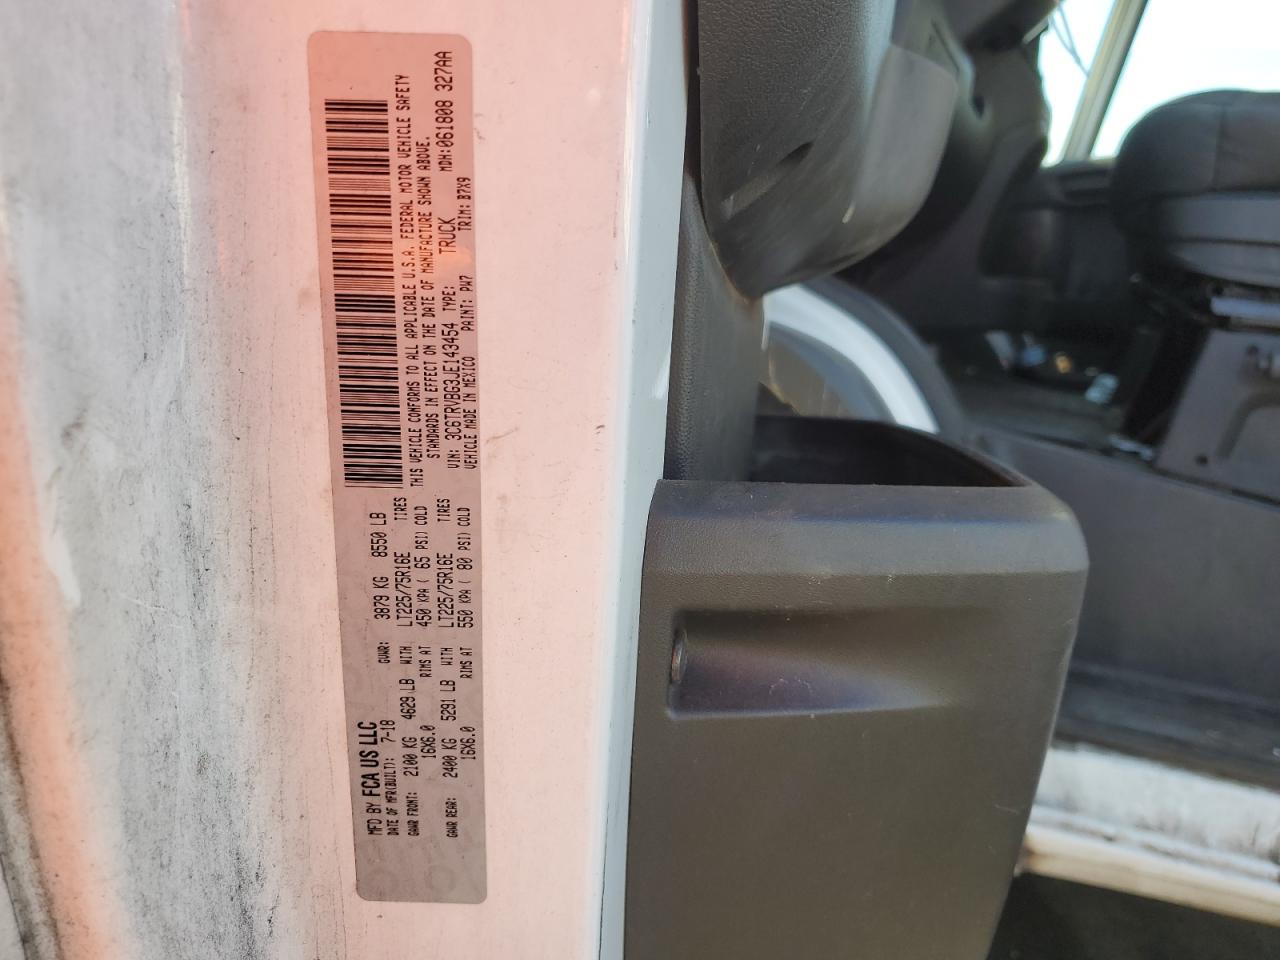 MFD BY FCA US LLC
DATE OF MFR(BUILT): 7-18 GVWR: 3879 KG 8550 LB
GAWR FRONT: 2100 KG 4629 LB WITH LT225/75R16E TIRES
16X6.0 RIMS AT 450 KPA ( 65 PSI) COLD
GAWR REAR: 2400 KG 5291 LB WITH LT225/75R16E TIRES
16X6.0 RIMS AT 550 KPA ( 80 PSI) COLD
THIS VEHICLE CONFORMS TO ALL APPLICABLE U.S.A. FEDERAL MOTOR VEHICLE SAFETY
STANDARDS IN EFFECT ON THE DATE OF MANUFACTURE SHOWN ABOVE.
VIN: 3C6TRVBG3JE143454 TYPE: TRUCK MDH:061808 327AA
VEHICLE MADE IN MEXICO PAINT: PW7 TRIM: B7X9